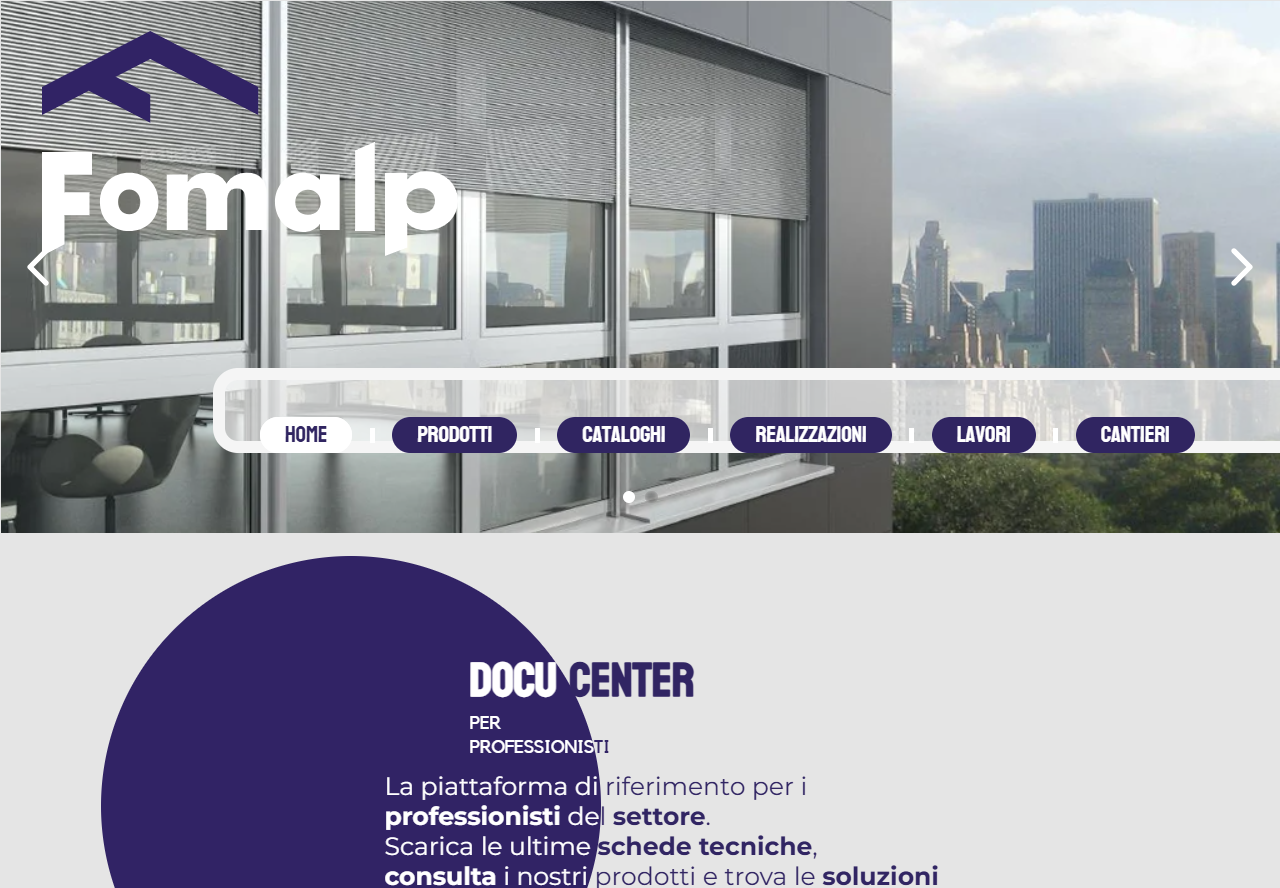 Fomalp
HOME PRODOTTI CATALOGHI REALIZZAZIONI LAVORI CANTIERI
DOCU CENTER
PER
PROFESSIONISTI
La piattaforma di riferimento per i
professionisti del settore.
Scarica le ultime schede tecniche,
consulta i nostri prodotti e trova le soluzioni